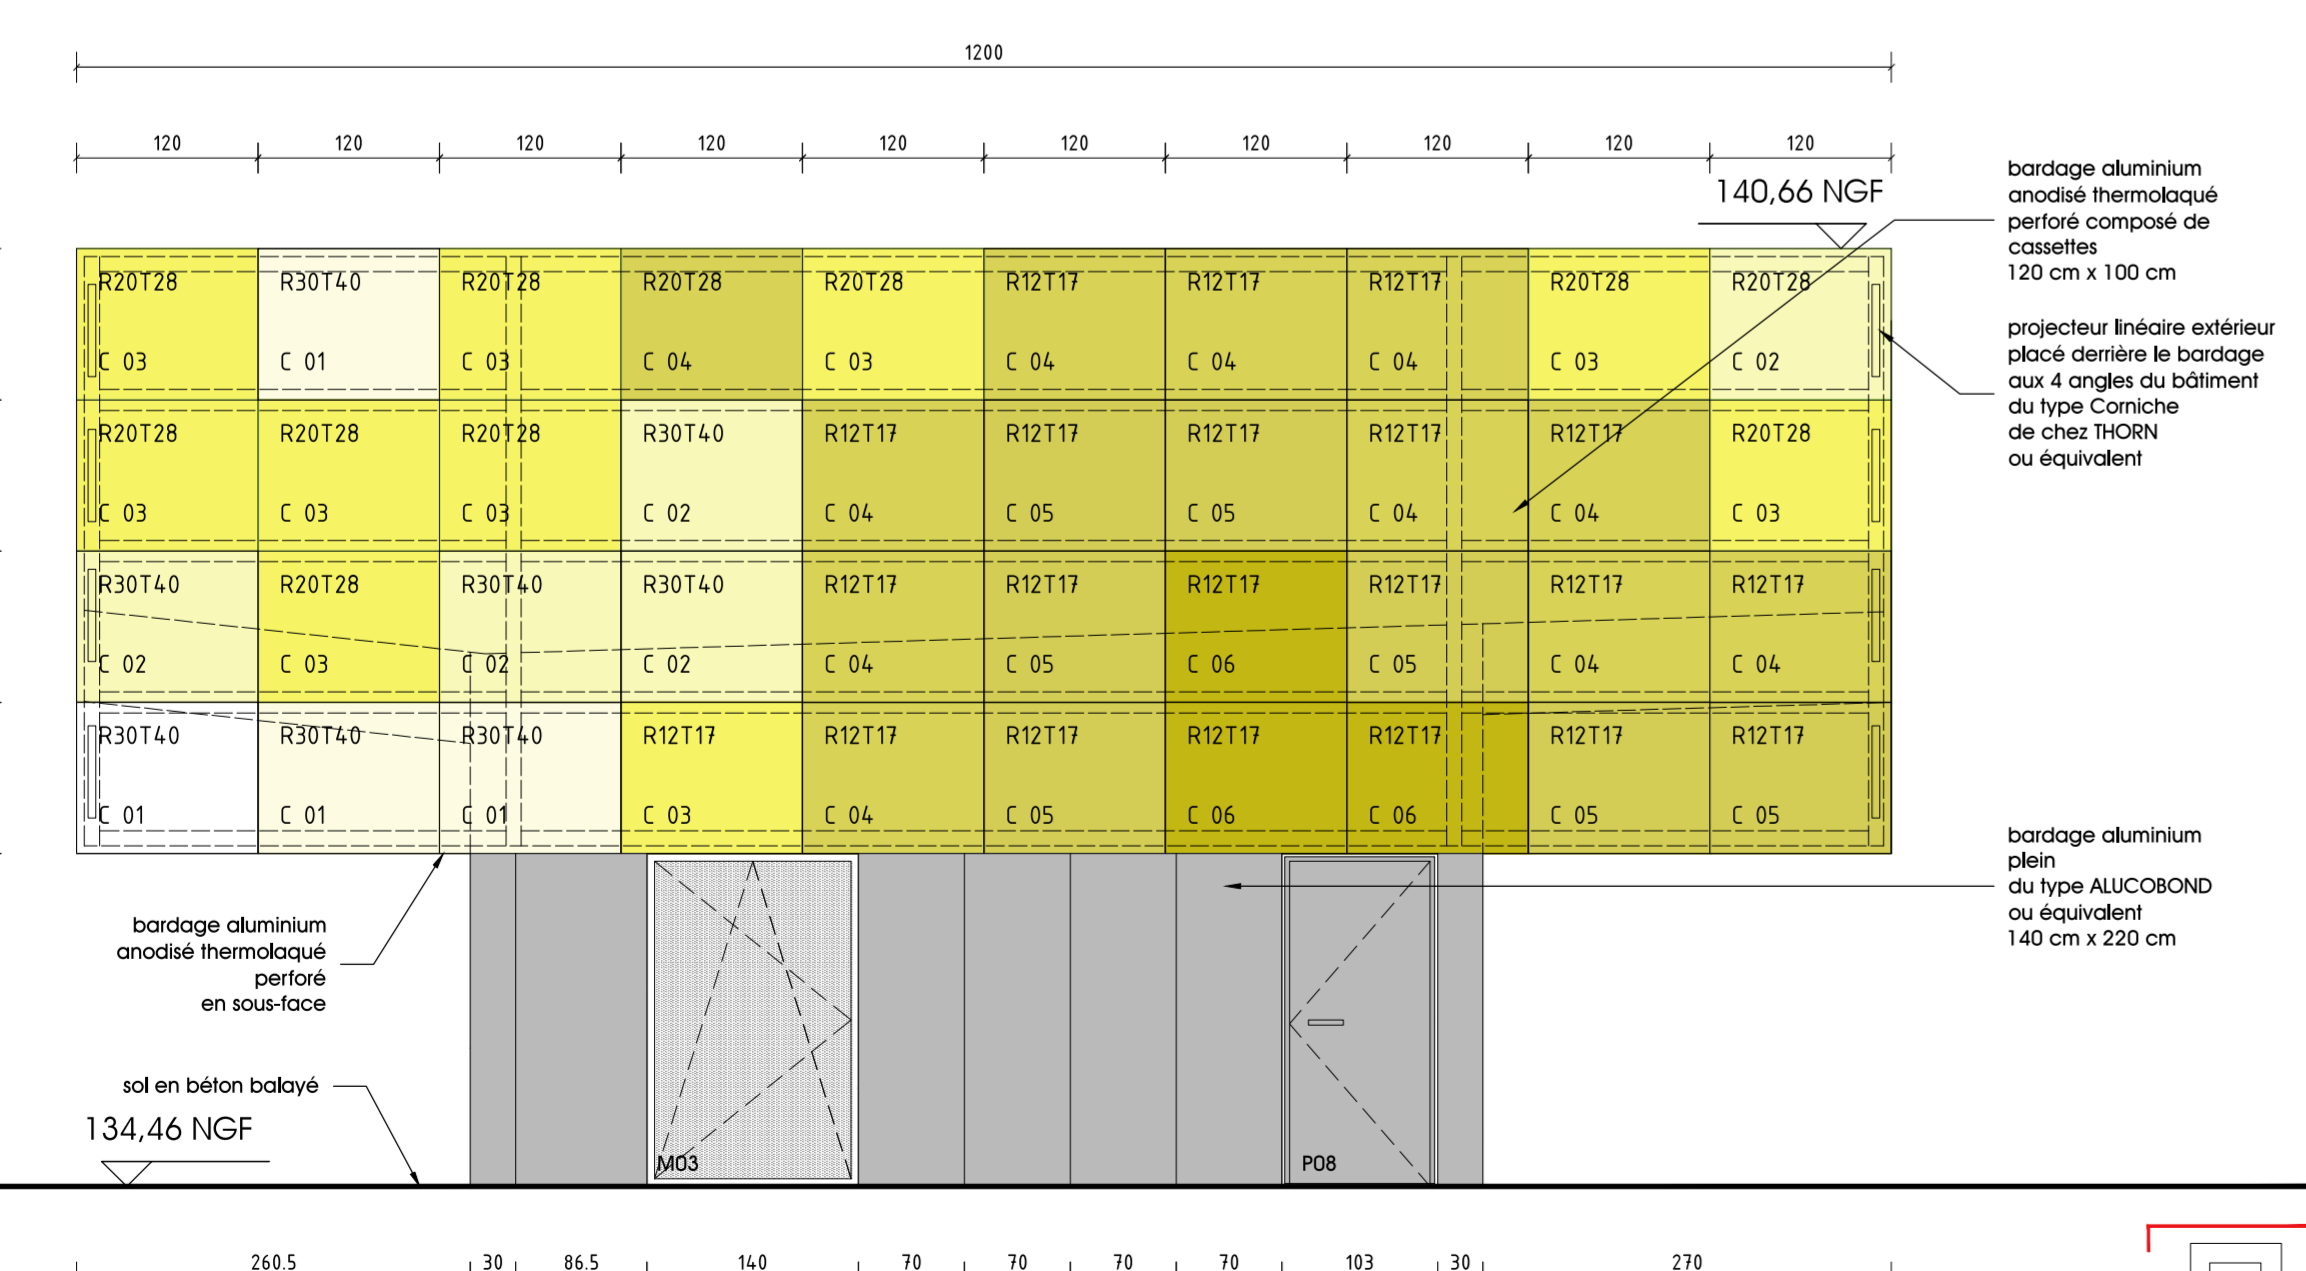 1200
120 120 120 120 120 120 120 120 120 120
140,66 NGF
bardage aluminium
anodisé thermolaqué
perforé composé de
cassettes
120 cm x 100 cm
projecteur linéaire extérieur
placé derrière le bardage
aux 4 angles du bâtiment
du type Corniche
de chez THORN
ou équivalent
R20T28 R30T40 R20T28 R20T28 R20T28 R12T17 R12T17 R12T17 R20T28 R20T28
C 03 C 01 C 03 C 04 C 03 C 04 C 04 C 04 C 03 C 02
R20T28 R20T28 R20T28 R30T40 R12T17 R12T17 R12T17 R12T17 R12T17 R20T28
C 03 C 03 C 03 C 02 C 04 C 05 C 05 C 04 C 04 C 03
R30T40 R20T28 R30T40 R30T40 R12T17 R12T17 R12T17 R12T17 R12T17 R12T17
C 02 C 03 C 02 C 02 C 04 C 05 C 06 C 05 C 04 C 04
R30T40 R30T40 R30T40 R12T17 R12T17 R12T17 R12T17 R12T17 R12T17 R12T17
C 01 C 01 C 01 C 03 C 04 C 05 C 06 C 06 C 05 C 05
bardage aluminium
plein
du type ALUCOBOND
ou équivalent
140 cm x 220 cm
bardage aluminium
anodisé thermolaqué
perforé
en sous-face
sol en béton balayé
134,46 NGF
M03 P08
260.5 30 86.5 140 70 70 70 70 103 30 270